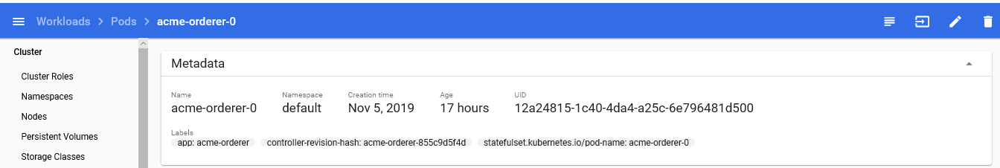 Workloads > Pods > acme-orderer-0
Cluster
Cluster Roles
Namespaces
Nodes
Persistent Volumes
Storage Classes
Metadata
Name Namespace Creation time Age UID
acme-orderer-0 default Nov 5, 2019 17 hours 12a24815-1c40-4da4-a25c-6e796481d500
Labels
app: acme-orderer controller-revision-hash: acme-orderer-855c9d5f4d statefulset.kubernetes.io/pod-name: acme-orderer-0